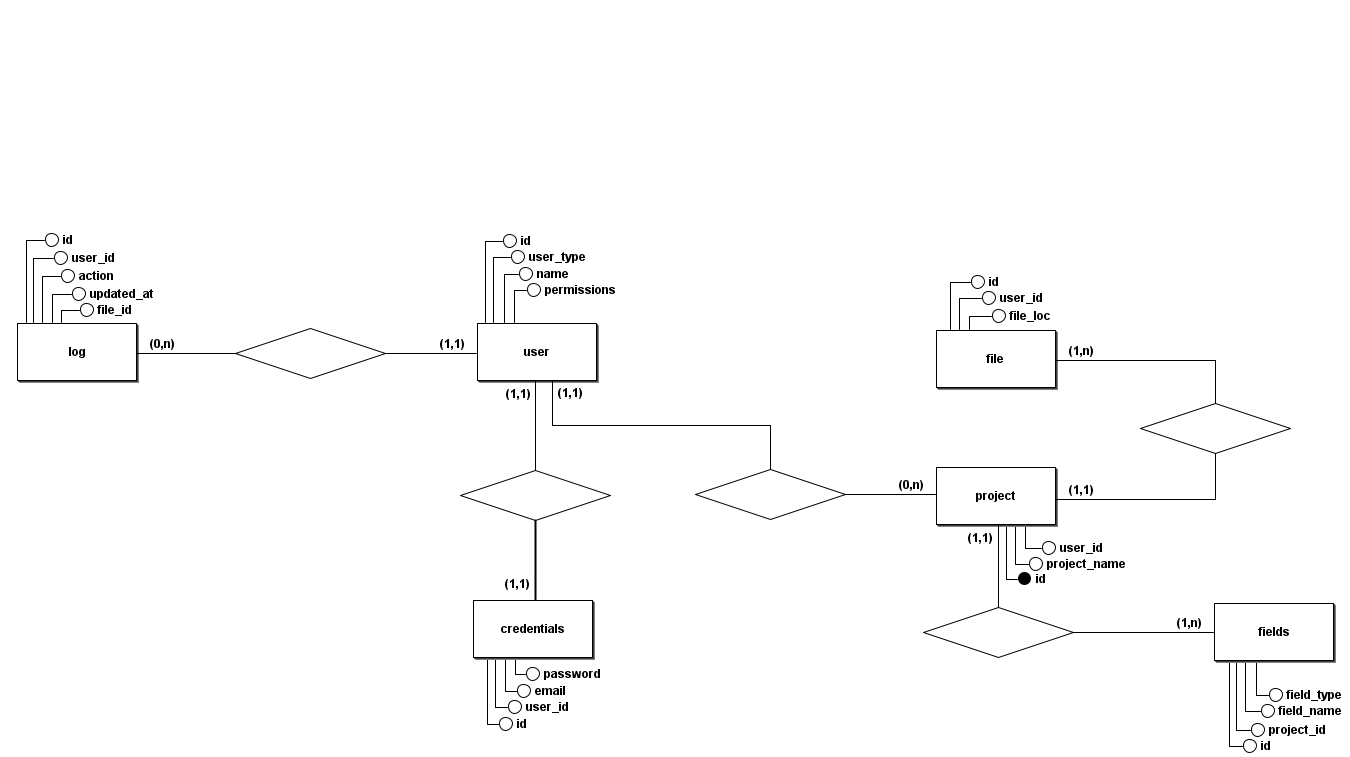 id
user_id
action
updated_at
file_id
log
(0,n)
(1,1)
id
user_type
name
permissions
user
(1,1)
(1,1)
(1,1)
credentials
password
email
user_id
id
id
user_id
file_loc
file
(1,n)
(0,n)
project
(1,1)
(1,1)
user_id
project_name
id
(1,n)
fields
field_type
field_name
project_id
id